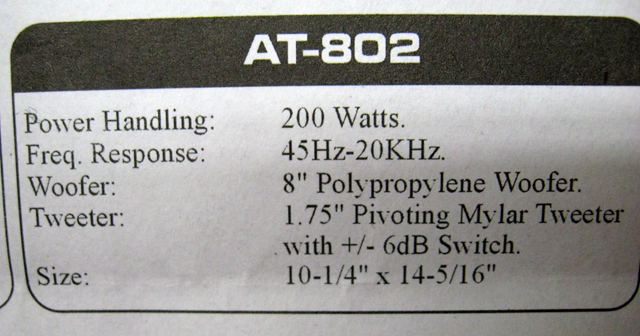 AT-802
Power Handling: 200 Watts.
Freq. Response: 45Hz-20KHz.
Woofer: 8" Polypropylene Woofer.
Tweeter: 1.75" Pivoting Mylar Tweeter
with +/- 6dB Switch.
Size: 10-1/4" x 14-5/16"